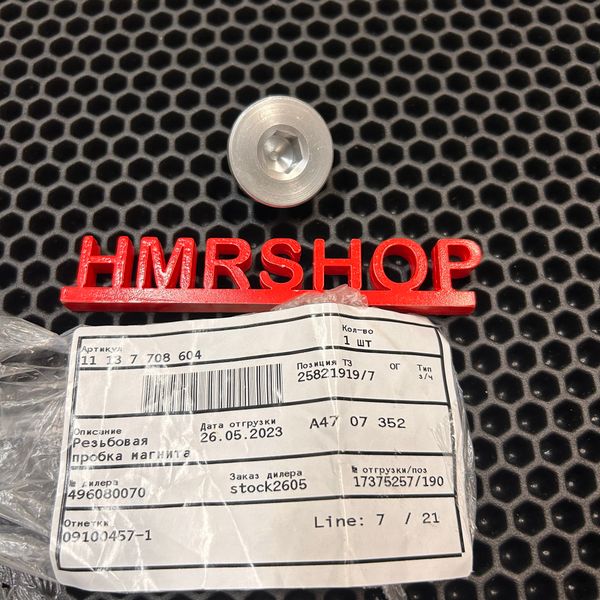 HMRSHOP
Артикул
11 13 7 708 604
Кол-во
1 шт
Позиция ТЗ ОГ Тип
25821919/7 з/ч
Описание
Резьбовая
пробка магнита
Дата отгрузки
26.05.2023
A47 07 352
№ дилера
496080070
Заказ дилера
stock2605
№ отгрузки/поз
17375257/190
Отметки
09100457-1
Line: 7 / 21